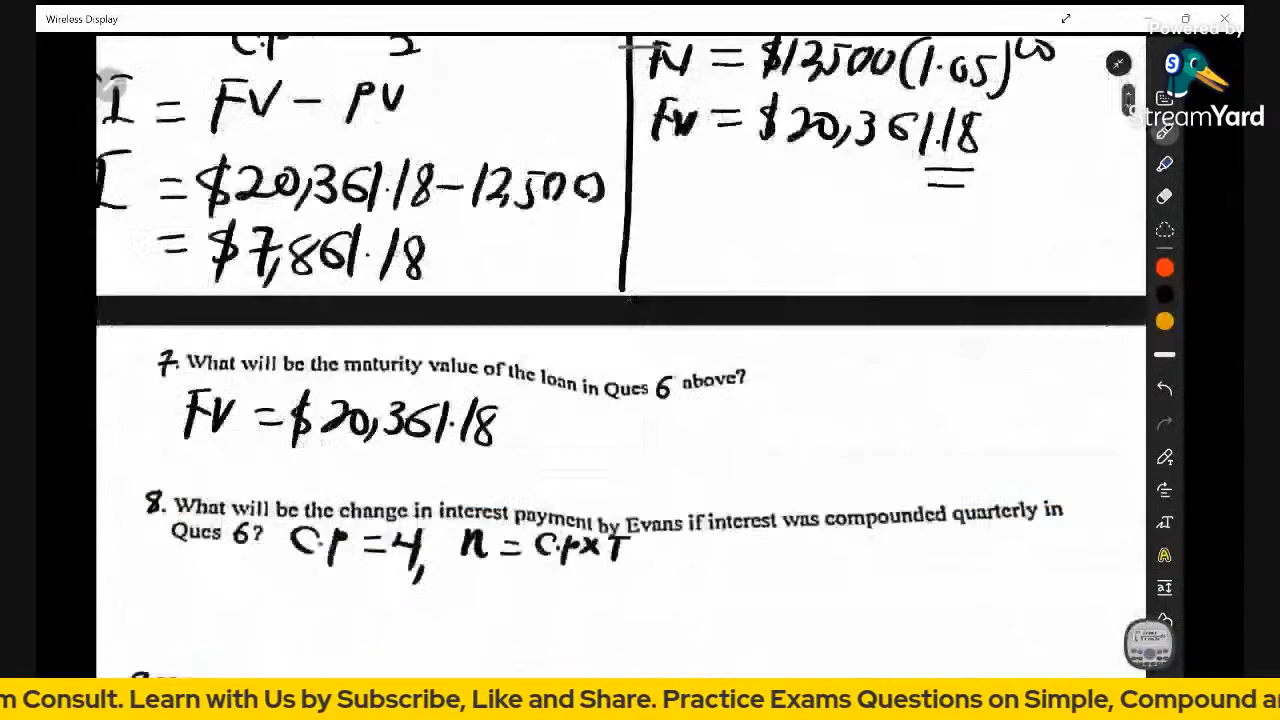 Wireless Display
Powered by
StreamYard
C.P 2
I = FV - PV
I = $20,361.18 - 12,500
= $7,861.18
FV = $12,500(1.05)¹⁰
FV = $20,361.18
7. What will be the maturity value of the loan in Ques 6 above?
FV = $20,361.18
8. What will be the change in interest payment by Evans if interest was compounded quarterly in
Ques 6? C.P = 4, n = C.P x T
m Consult. Learn with Us by Subscribe, Like and Share. Practice Exams Questions on Simple, Compound a